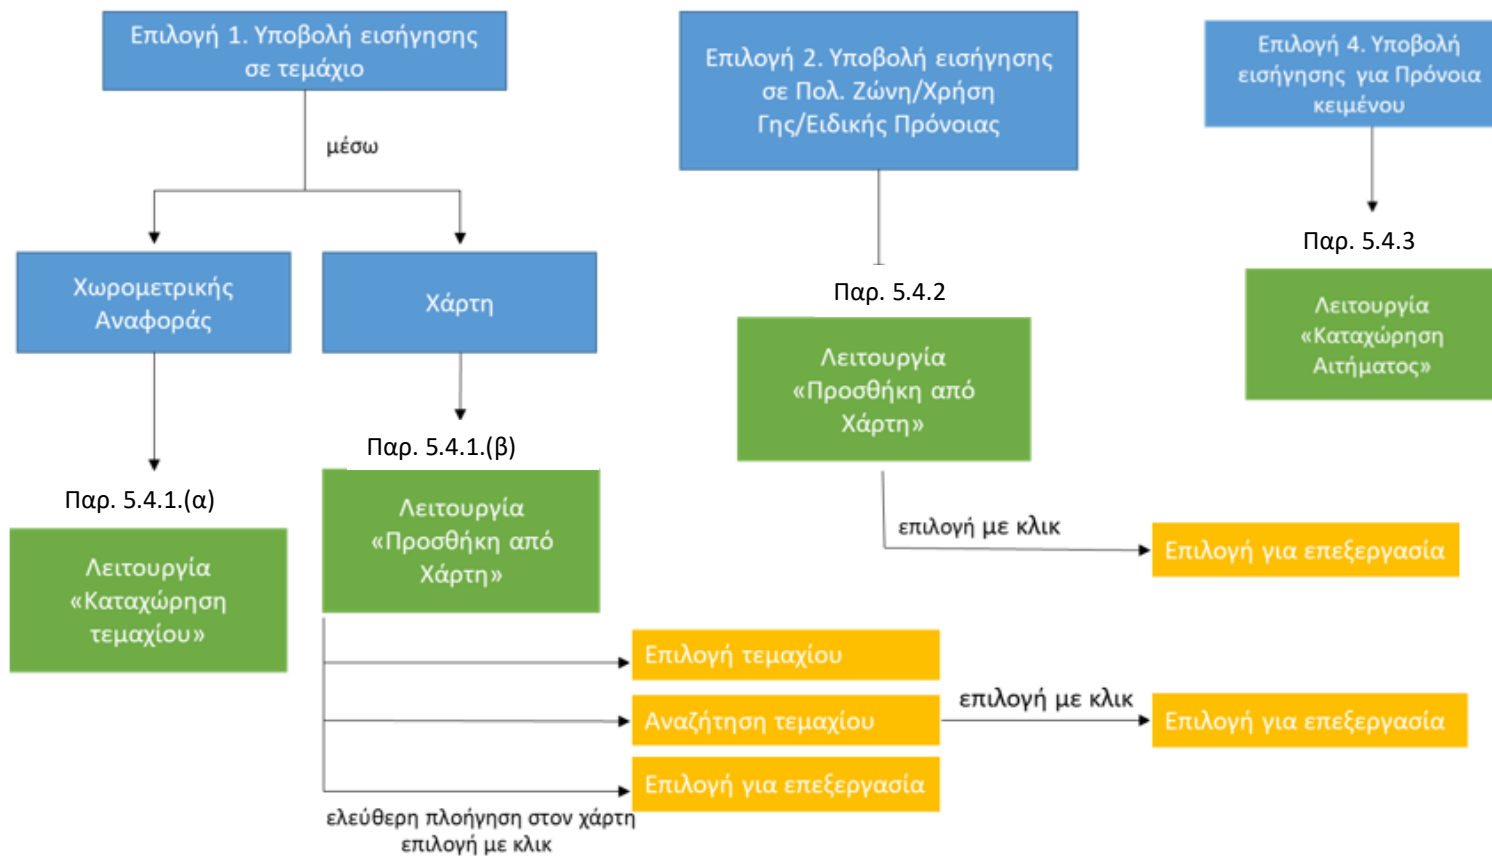 Επιλογή 1. Υποβολή εισήγησης
σε τεμάχιο
μέσω
Χωρομετρικής
Αναφοράς
Χάρτη
Παρ. 5.4.1.(α)
Λειτουργία
«Καταχώρηση
τεμαχίου»
Παρ. 5.4.1.(β)
Λειτουργία
«Προσθήκη από
Χάρτη»
Επιλογή τεμαχίου
Αναζήτηση τεμαχίου
επιλογή με κλικ
Επιλογή για επεξεργασία
Επιλογή για επεξεργασία
ελεύθερη πλοήγηση στον χάρτη
επιλογή με κλικ
Επιλογή 2. Υποβολή εισήγησης
σε Πολ. Ζώνη/Χρήση
Γης/Ειδικής Πρόνοιας
Παρ. 5.4.2
Λειτουργία
«Προσθήκη από
Χάρτη»
επιλογή με κλικ
Επιλογή για επεξεργασία
Επιλογή 4. Υποβολή
εισήγησης για Πρόνοια
κειμένου
Παρ. 5.4.3
Λειτουργία
«Καταχώρηση
Αιτήματος»